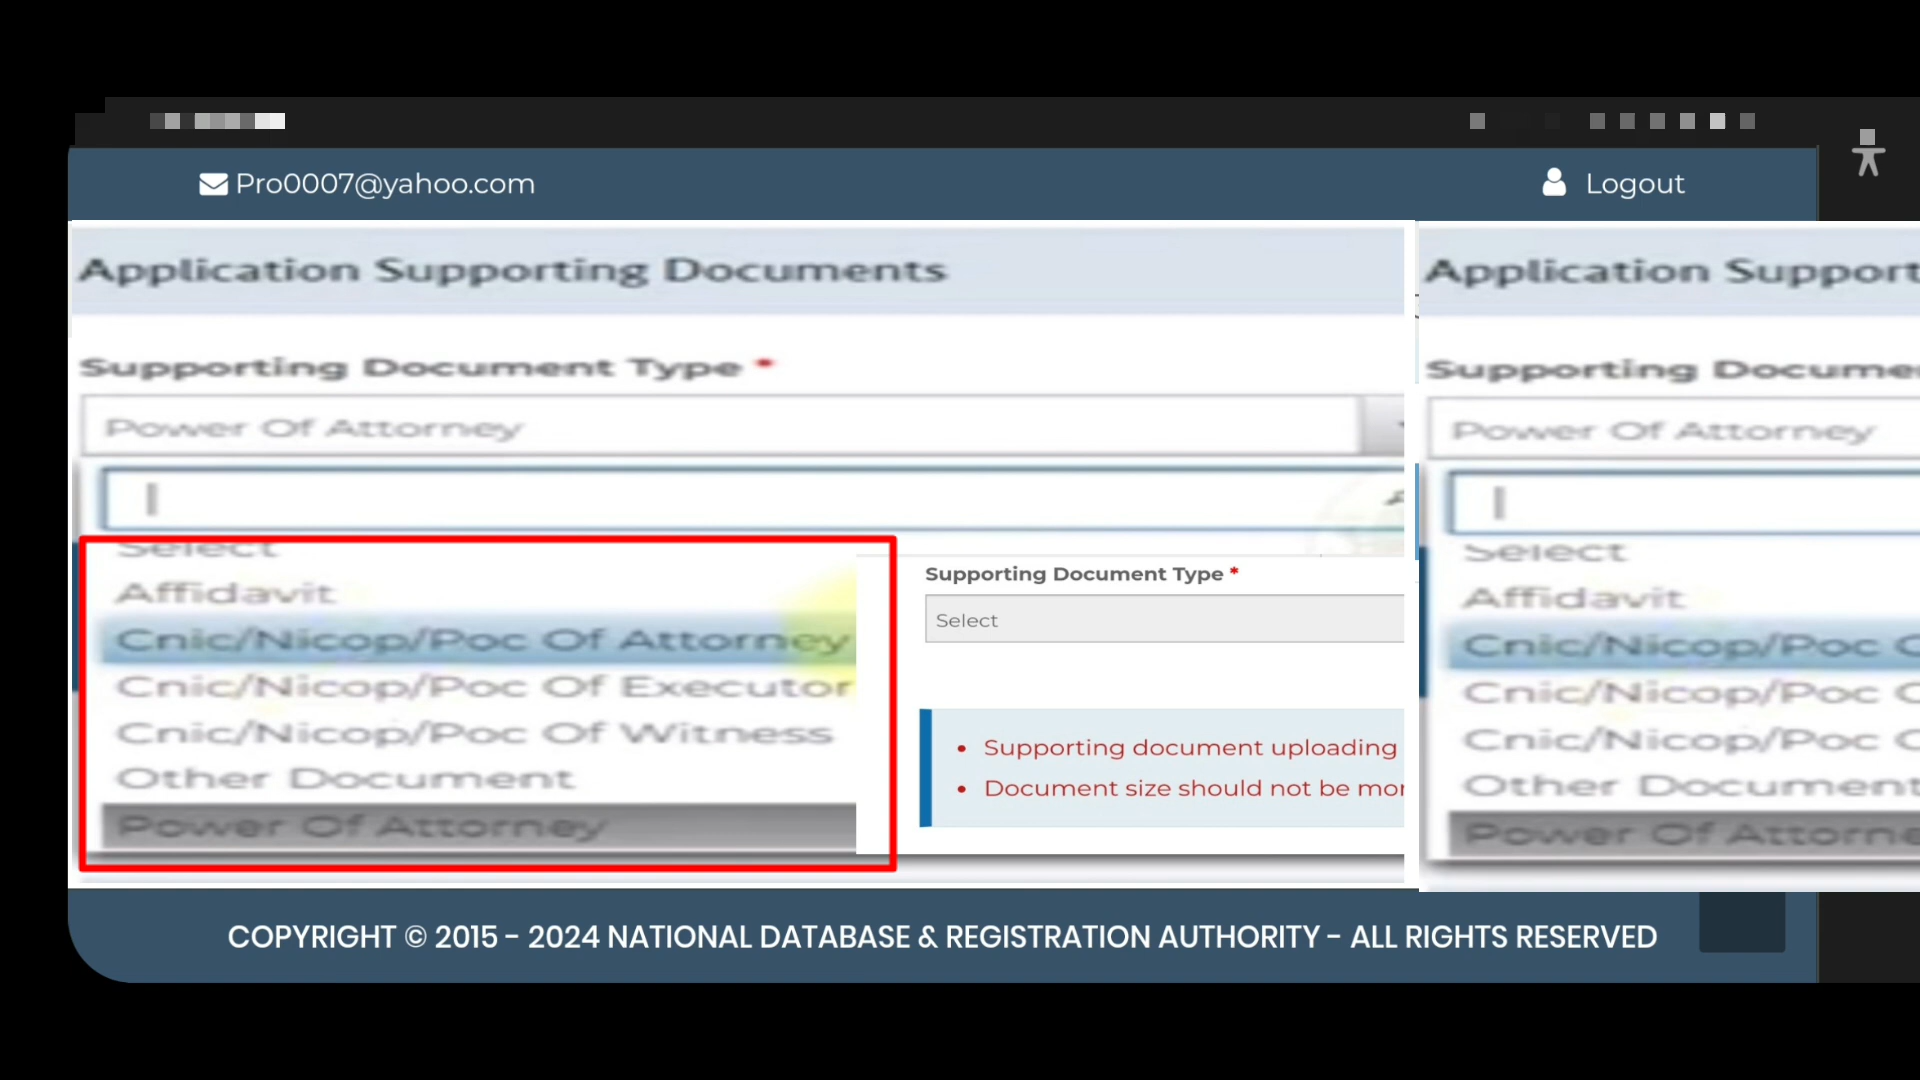 Pro0007@yahoo.com
Logout
Application Supporting Documents
Supporting Document Type *
Power Of Attorney
Select
Affidavit
Cnic/Nicop/Poc Of Attorney
Cnic/Nicop/Poc Of Executor
Cnic/Nicop/Poc Of Witness
Other Document
Power Of Attorney
Supporting Document Type *
Select
• Supporting document uploading
• Document size should not be mor
Application Support
Supporting Docume
Power Of Attorney
Select
Affidavit
Cnic/Nicop/Poc
Cnic/Nicop/Poc
Cnic/Nicop/Poc
Other Document
Power Of Attorne
COPYRIGHT © 2015 - 2024 NATIONAL DATABASE & REGISTRATION AUTHORITY - ALL RIGHTS RESERVED